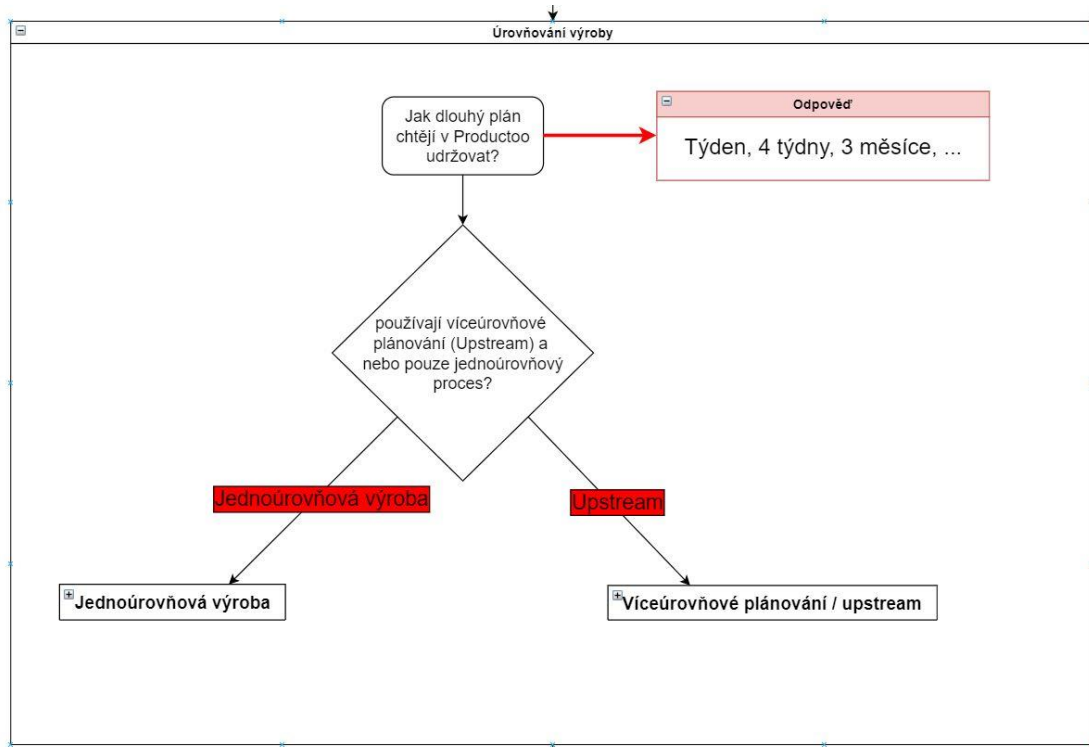 Úrovňování výroby
Jak dlouhý plán
chtějí v Productoo
udržovat?
Odpověď
Týden, 4 týdny, 3 měsíce, ...
používají víceúrovňové
plánování (Upstream) a
nebo pouze jednoúrovňový
proces?
Jednoúrovňová výroba
Upstream
Jednoúrovňová výroba
Víceúrovňové plánování / upstream